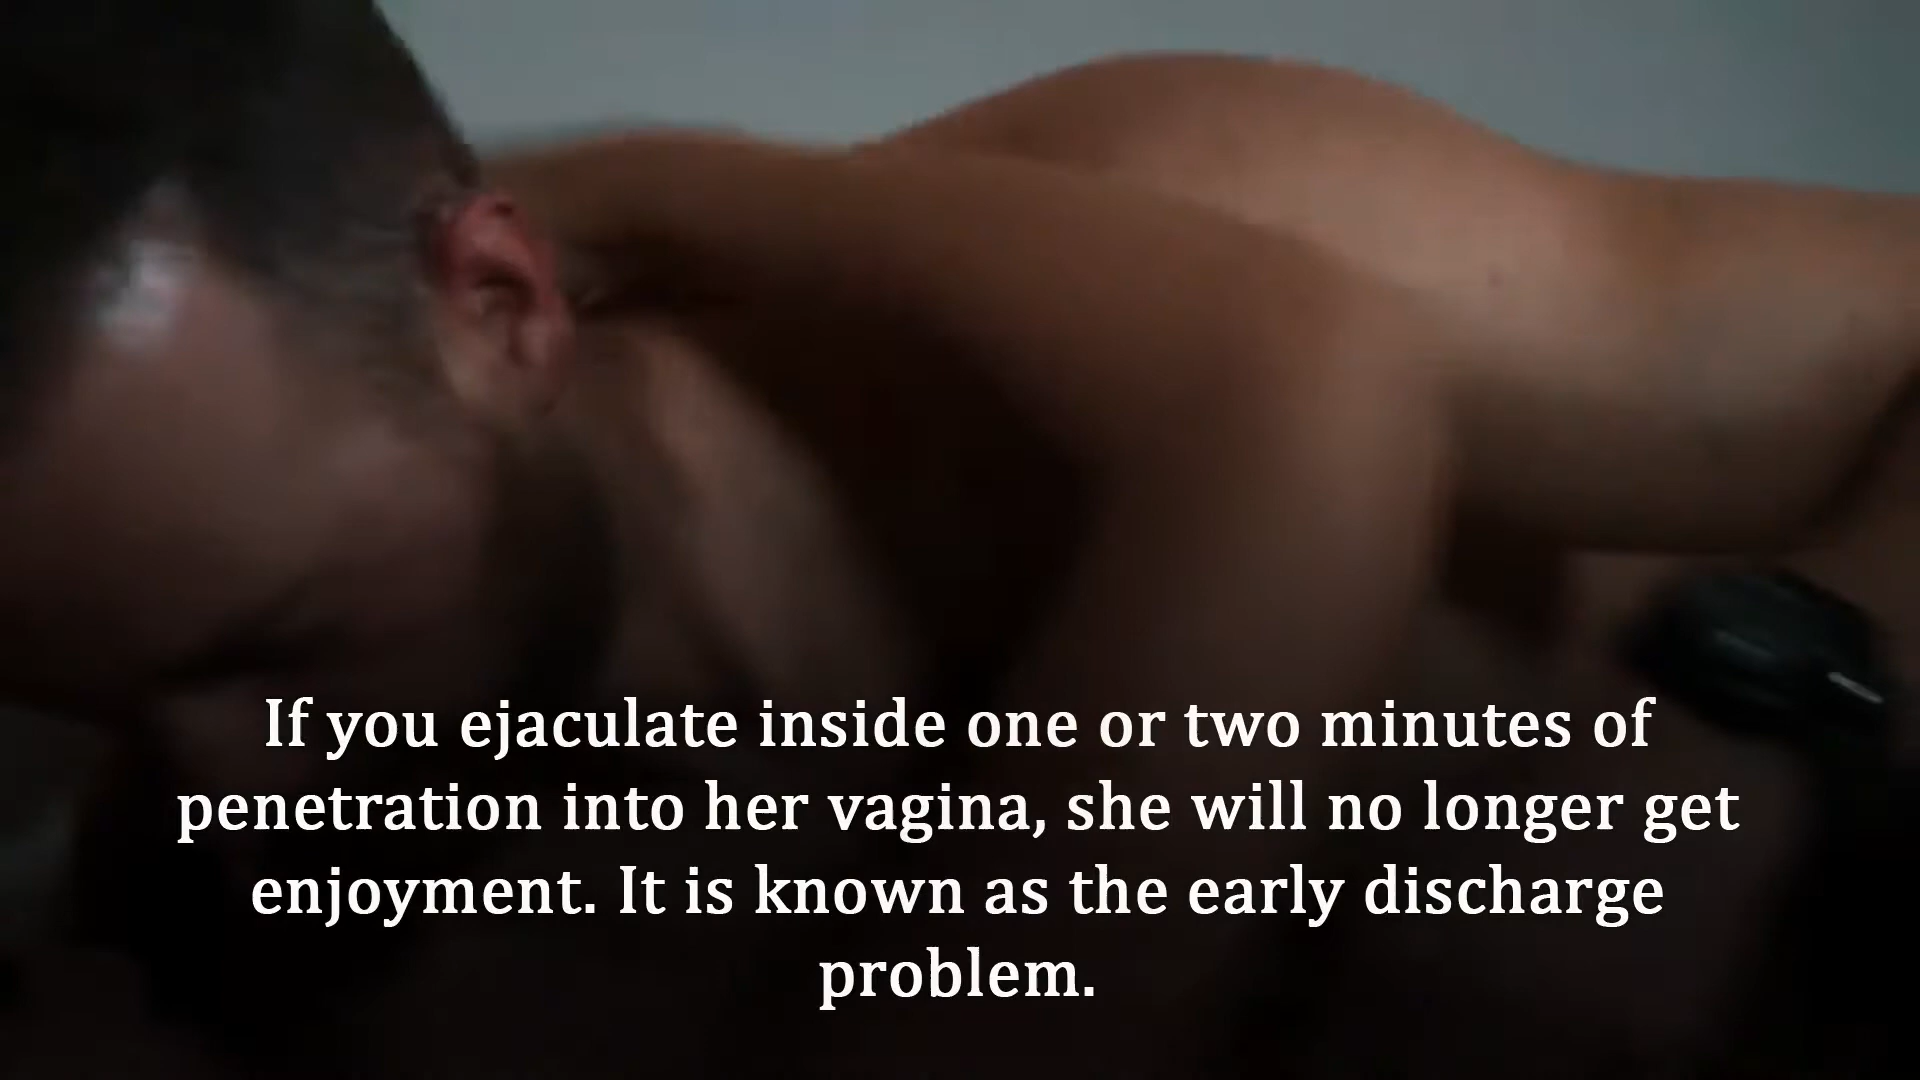 If you ejaculate inside one or two minutes of
penetration into her vagina, she will no longer get
enjoyment. It is known as the early discharge
problem.